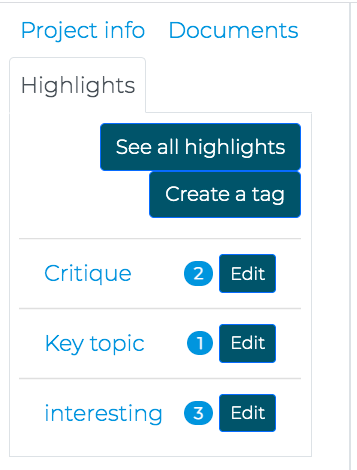 Project info Documents
Highlights
See all highlights
Create a tag
Critique 2 Edit
Key topic 1 Edit
interesting 3 Edit